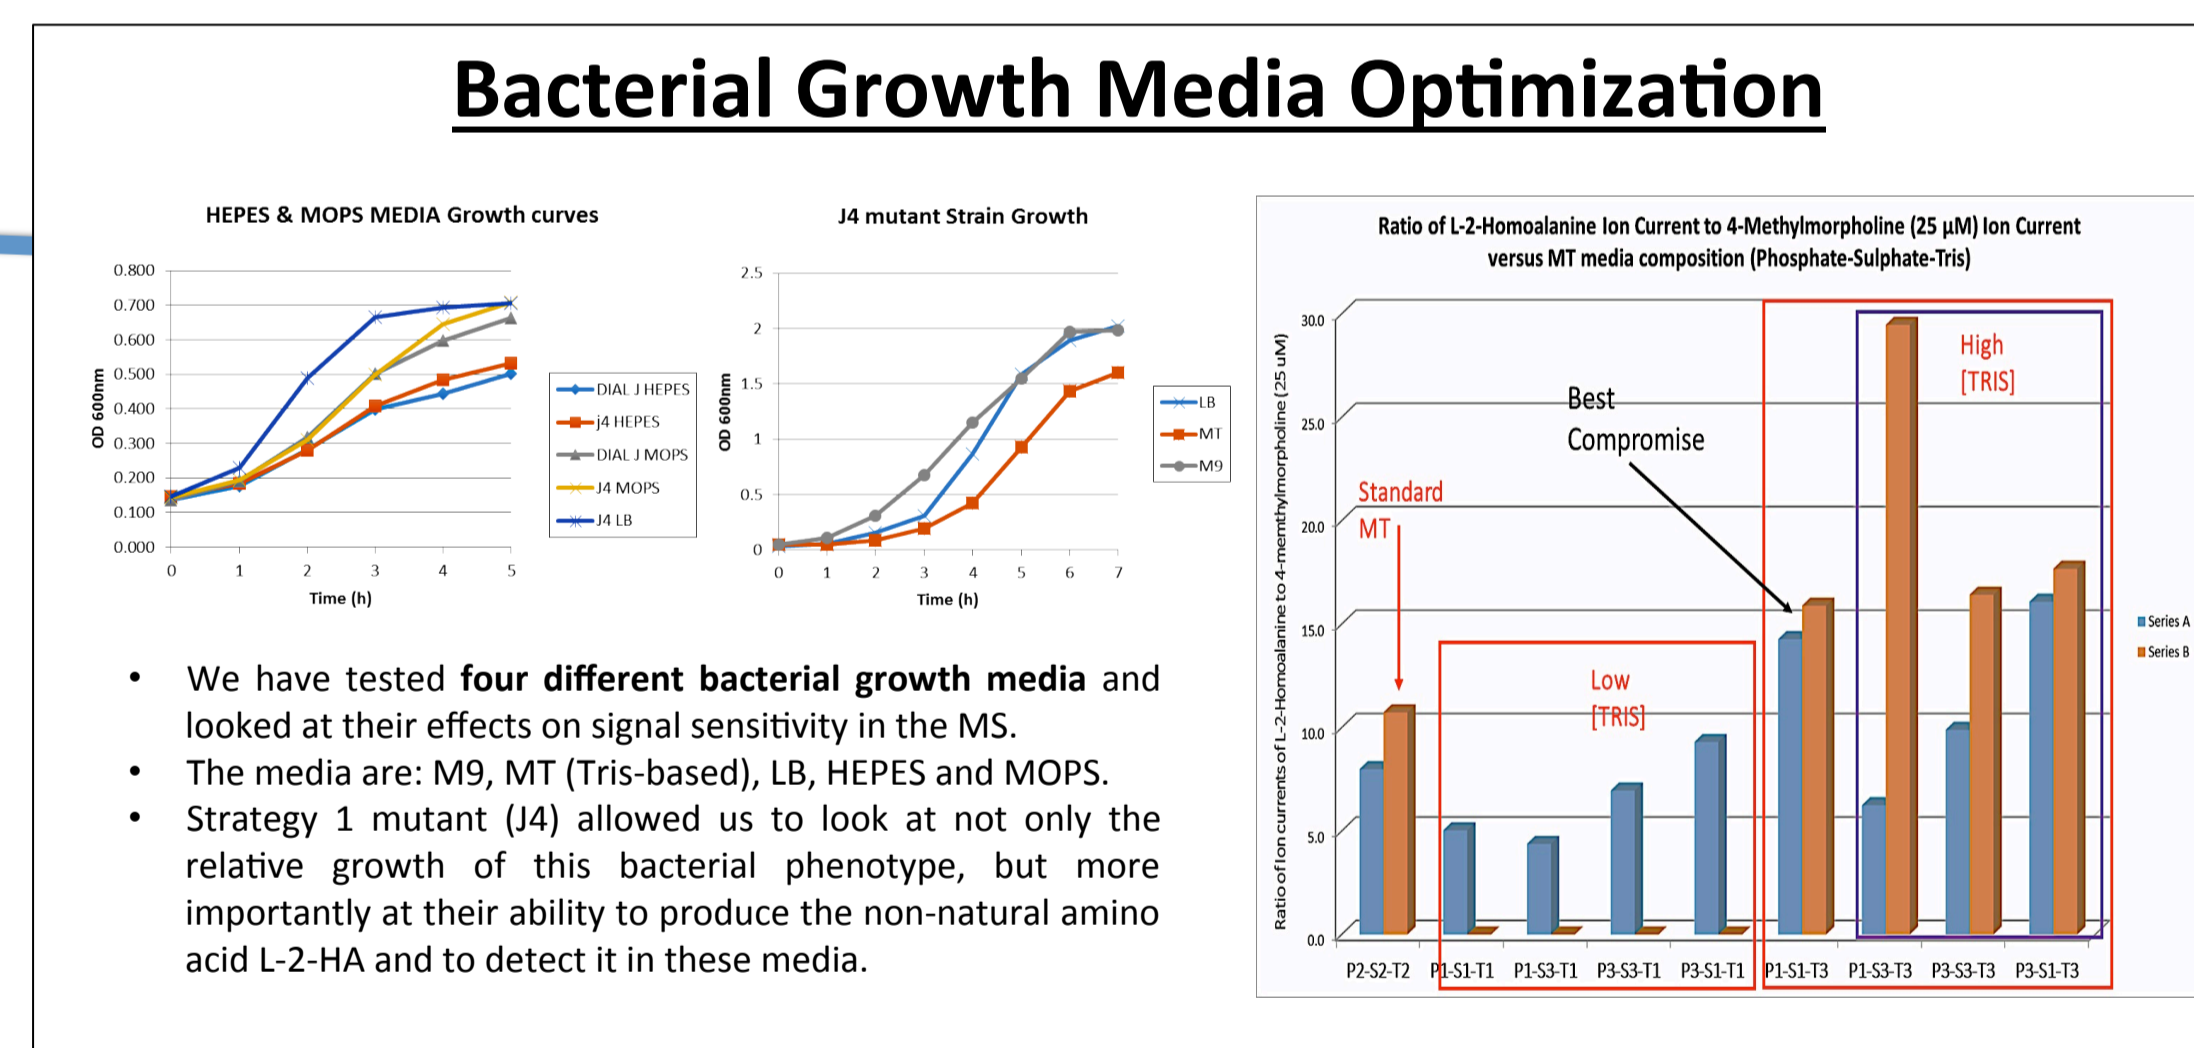 Bacterial Growth Media Optimization
HEPES & MOPS MEDIA Growth curves
OD 600nm
0.800
0.700
0.600
0.500
0.400
0.300
0.200
0.100
0.000
0 1 2 3 4 5
Time (h)
DIAL J HEPES
j4 HEPES
DIAL J MOPS
J4 MOPS
J4 LB
J4 mutant Strain Growth
OD 600nm
2.5
2
1.5
1
0.5
0
0 1 2 3 4 5 6 7
Time (h)
LB
MT
M9
• We have tested four different bacterial growth media and
looked at their effects on signal sensitivity in the MS.
• The media are: M9, MT (Tris-based), LB, HEPES and MOPS.
• Strategy 1 mutant (J4) allowed us to look at not only the
relative growth of this bacterial phenotype, but more
importantly at their ability to produce the non-natural amino
acid L-2-HA and to detect it in these media.
Ratio of L-2-Homoalanine Ion Current to 4-Methylmorpholine (25 µM) Ion Current
versus MT media composition (Phosphate-Sulphate-Tris)
Ratio of Ion currents of L-2-Homoalanine to 4-memthylmorpholine (25 uM)
30.0
25.0
20.0
15.0
10.0
5.0
0.0
Standard
MT
Best
Compromise
Low
[TRIS]
High
[TRIS]
P2-S2-T2 P1-S1-T1 P1-S3-T1 P3-S3-T1 P3-S1-T1 P1-S1-T3 P1-S3-T3 P3-S3-T3 P3-S1-T3
Series A
Series B